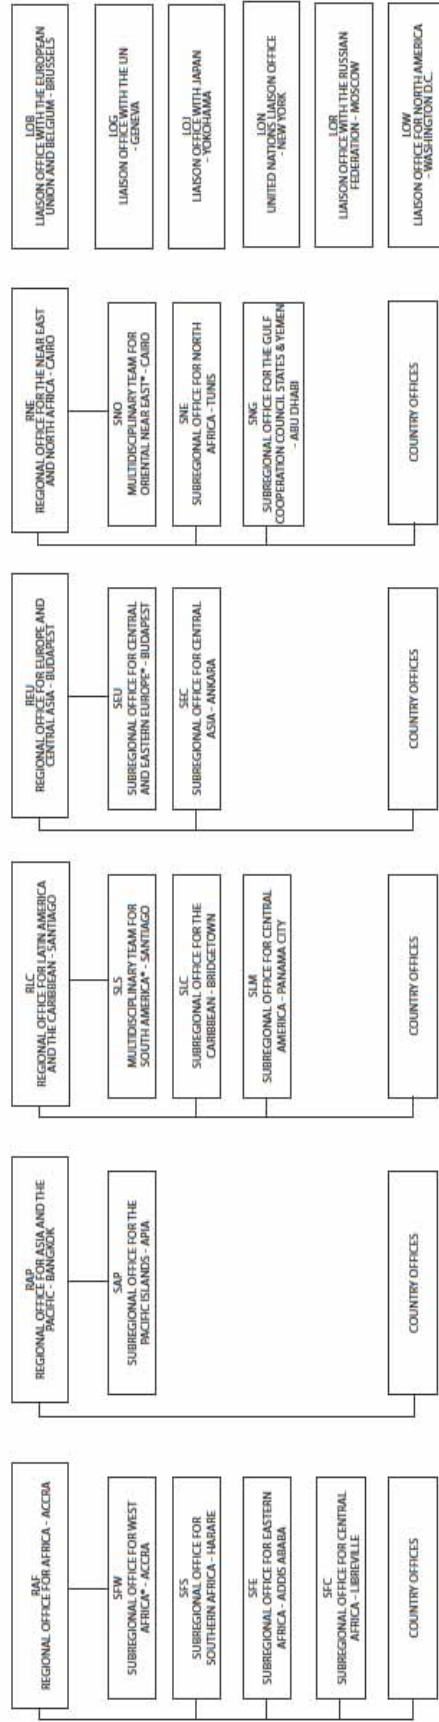 RAF
REGIONAL OFFICE FOR AFRICA - ACCRA
SFW
SUBREGIONAL OFFICE FOR WEST
AFRICA* - ACCRA
SFS
SUBREGIONAL OFFICE FOR
SOUTHERN AFRICA - HARARE
SFE
SUBREGIONAL OFFICE FOR EASTERN
AFRICA - ADDIS ABABA
SFC
SUBREGIONAL OFFICE FOR CENTRAL
AFRICA - LIBREVILLE
COUNTRY OFFICES
RAP
REGIONAL OFFICE FOR ASIA AND THE
PACIFIC - BANGKOK
SAP
SUBREGIONAL OFFICE FOR THE
PACIFIC ISLANDS - APIA
COUNTRY OFFICES
RLC
REGIONAL OFFICE FOR LATIN AMERICA
AND THE CARIBBEAN - SANTIAGO
SLS
MULTIDISCIPLINARY TEAM FOR
SOUTH AMERICA* - SANTIAGO
SLC
SUBREGIONAL OFFICE FOR THE
CARIBBEAN - BRIDGETOWN
SLM
SUBREGIONAL OFFICE FOR CENTRAL
AMERICA - PANAMA CITY
COUNTRY OFFICES
REU
REGIONAL OFFICE FOR EUROPE AND
CENTRAL ASIA - BUDAPEST
SEU
SUBREGIONAL OFFICE FOR CENTRAL
AND EASTERN EUROPE* - BUDAPEST
SEC
SUBREGIONAL OFFICE FOR CENTRAL
ASIA - ANKARA
COUNTRY OFFICES
RNE
REGIONAL OFFICE FOR THE NEAR EAST
AND NORTH AFRICA - CAIRO
SNO
MULTIDISCIPLINARY TEAM FOR
ORIENTAL NEAR EAST* - CAIRO
SNE
SUBREGIONAL OFFICE FOR NORTH
AFRICA - TUNIS
SNG
SUBREGIONAL OFFICE FOR THE GULF
COOPERATION COUNCIL STATES & YEMEN
- ABU DHABI
COUNTRY OFFICES
LOB
LIAISON OFFICE WITH THE EUROPEAN
UNION AND BELGIUM - BRUSSELS
LOG
LIAISON OFFICE WITH THE UN
- GENEVA
LOJ
LIAISON OFFICE WITH JAPAN
- YOKOHAMA
LON
UNITED NATIONS LIAISON OFFICE
- NEW YORK
LOR
LIAISON OFFICE WITH THE RUSSIAN
FEDERATION - MOSCOW
LOW
LIAISON OFFICE FOR NORTH AMERICA
- WASHINGTON D.C.